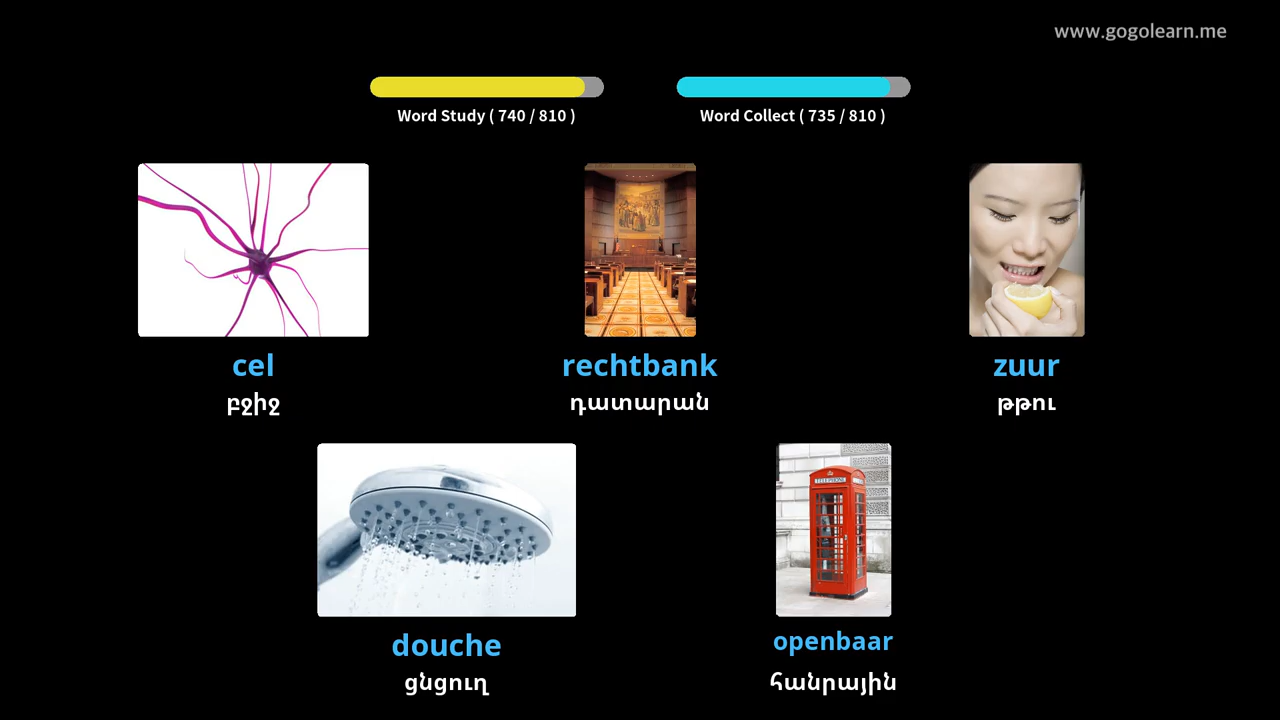 www.gogolearn.me
Word Study ( 740 / 810 )
Word Collect ( 735 / 810 )
cel
բջիջ
rechtbank
դատարան
zuur
թթու
TELEPHONE
douche
ցնցուղ
openbaar
հանրային